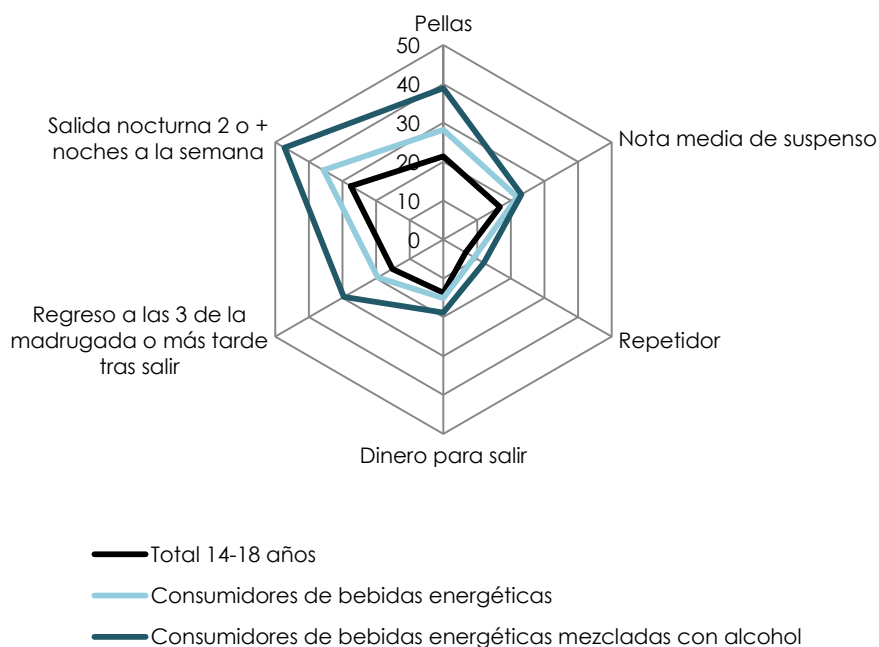 Pellas
50
40
30
20
10
0
Salida nocturna 2 o +
noches a la semana
Nota media de suspenso
Regreso a las 3 de la
madrugada o más tarde
tras salir
Repetidor
Dinero para salir
Total 14-18 años
Consumidores de bebidas energéticas
Consumidores de bebidas energéticas mezcladas con alcohol